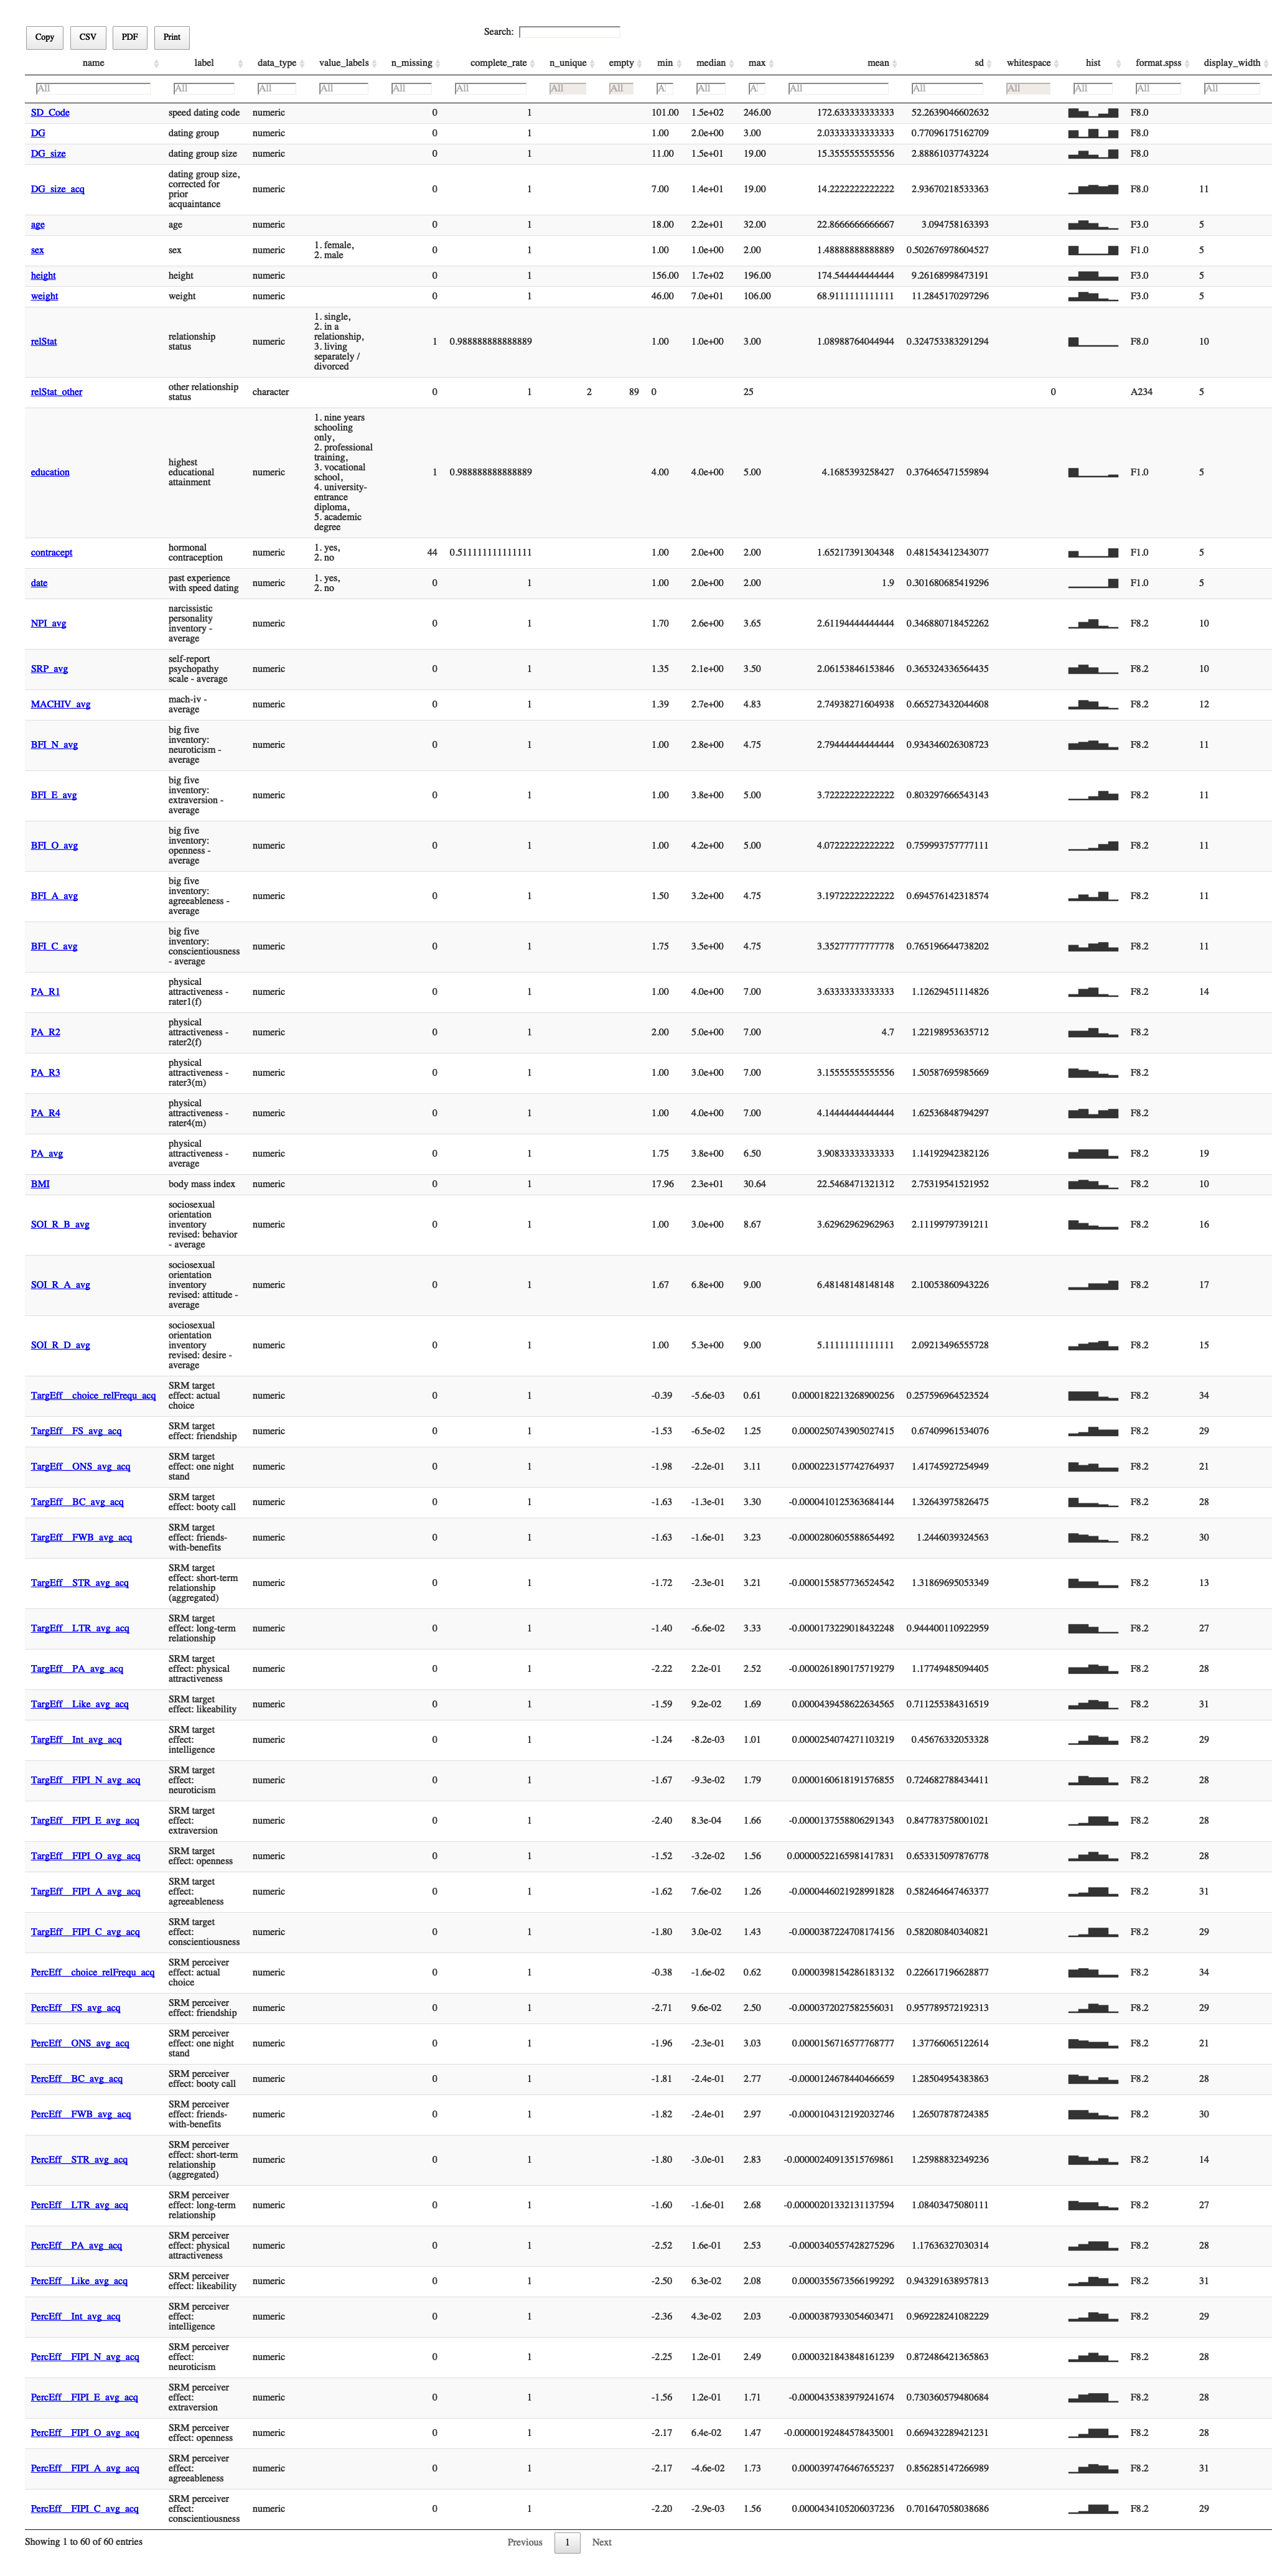 Copy CSV PDF Print Search:
name label data_type value_labels n_missing complete_rate n_unique empty min median max mean sd whitespace hist format.spss display_width
All All All All All All All All A All A All All All All All All
SD_Code speed dating code numeric 0 1 101.00 1.5e+02 246.00 172.633333333333 52.2639046602632 F8.0
DG dating group numeric 0 1 1.00 2.0e+00 3.00 2.03333333333333 0.77096175162709 F8.0
DG_size dating group size numeric 0 1 11.00 1.5e+01 19.00 15.3555555555556 2.88861037743224 F8.0
DG_size_acq dating group size, corrected for prior acquaintance numeric 0 1 7.00 1.4e+01 19.00 14.2222222222222 2.93670218533363 F8.0 11
age age numeric 0 1 18.00 2.2e+01 32.00 22.8666666666667 3.094758163393 F3.0 5
sex sex numeric 1. female, 2. male 0 1 1.00 1.0e+00 2.00 1.48888888888889 0.502676978604527 F1.0 5
height height numeric 0 1 156.00 1.7e+02 196.00 174.544444444444 9.26168998473191 F3.0 5
weight weight numeric 0 1 46.00 7.0e+01 106.00 68.9111111111111 11.2845170297296 F3.0 5
relStat relationship status numeric 1. single, 2. in a relationship, 3. living separately / divorced 1 0.988888888888889 1.00 1.0e+00 3.00 1.08988764044944 0.324753383291294 F8.0 10
relStat_other other relationship status character 0 1 2 89 0 25 0 A234 5
education highest educational attainment numeric 1. nine years schooling only, 2. professional training, 3. vocational school, 4. university-entrance diploma, 5. academic degree 1 0.988888888888889 4.00 4.0e+00 5.00 4.1685393258427 0.376465471559894 F1.0 5
contracept hormonal contraception numeric 1. yes, 2. no 44 0.511111111111111 1.00 2.0e+00 2.00 1.65217391304348 0.481543412343077 F1.0 5
date past experience with speed dating numeric 1. yes, 2. no 0 1 1.00 2.0e+00 2.00 1.9 0.301680685419296 F1.0 5
NPI_avg narcissistic personality inventory - average numeric 0 1 1.70 2.6e+00 3.65 2.61194444444444 0.346880718452262 F8.2 10
SRP_avg self-report psychopathy scale - average numeric 0 1 1.35 2.1e+00 3.50 2.06153846153846 0.365324336564435 F8.2 10
MACHIV_avg mach-iv - average numeric 0 1 1.39 2.7e+00 4.83 2.74938271604938 0.665273432044608 F8.2 12
BFI_N_avg big five inventory: neuroticism - average numeric 0 1 1.00 2.8e+00 4.75 2.79444444444444 0.934346026308723 F8.2 11
BFI_E_avg big five inventory: extraversion - average numeric 0 1 1.00 3.8e+00 5.00 3.72222222222222 0.803297666543143 F8.2 11
BFI_O_avg big five inventory: openness - average numeric 0 1 1.00 4.2e+00 5.00 4.07222222222222 0.759993757777111 F8.2 11
BFI_A_avg big five inventory: agreeableness - average numeric 0 1 1.50 3.2e+00 4.75 3.19722222222222 0.694576142318574 F8.2 11
BFI_C_avg big five inventory: conscientiousness - average numeric 0 1 1.75 3.5e+00 4.75 3.35277777777778 0.765196644738202 F8.2 11
PA_R1 physical attractiveness - rater1(f) numeric 0 1 1.00 4.0e+00 7.00 3.63333333333333 1.12629451114826 F8.2 14
PA_R2 physical attractiveness - rater2(f) numeric 0 1 2.00 5.0e+00 7.00 4.7 1.22198953635712 F8.2
PA_R3 physical attractiveness - rater3(m) numeric 0 1 1.00 3.0e+00 7.00 3.15555555555556 1.50587695985669 F8.2
PA_R4 physical attractiveness - rater4(m) numeric 0 1 1.00 4.0e+00 7.00 4.14444444444444 1.62536848794297 F8.2
PA_avg physical attractiveness - average numeric 0 1 1.75 3.8e+00 6.50 3.90833333333333 1.14192942382126 F8.2 19
BMI body mass index numeric 0 1 17.96 2.3e+01 30.64 22.5468471321312 2.75319541521952 F8.2 10
SOI_R_B_avg sociosexual orientation inventory revised: behavior - average numeric 0 1 1.00 3.0e+00 8.67 3.62962962962963 2.11199797391211 F8.2 16
SOI_R_A_avg sociosexual orientation inventory revised: attitude - average numeric 0 1 1.67 6.8e+00 9.00 6.48148148148148 2.10053860943226 F8.2 17
SOI_R_D_avg sociosexual orientation inventory revised: desire - average numeric 0 1 1.00 5.3e+00 9.00 5.11111111111111 2.09213496555728 F8.2 15
TargEff__choice_relFrequ_acq SRM target effect: actual choice numeric 0 1 -0.39 -5.6e-03 0.61 0.0000182213268900256 0.257596964523524 F8.2 34
TargEff__FS_avg_acq SRM target effect: friendship numeric 0 1 -1.53 -6.5e-02 1.25 0.0000250743905027415 0.67409961534076 F8.2 29
TargEff__ONS_avg_acq SRM target effect: one night stand numeric 0 1 -1.98 -2.2e-01 3.11 0.0000223157742764937 1.41745927254949 F8.2 21
TargEff__BC_avg_acq SRM target effect: booty call numeric 0 1 -1.63 -1.3e-01 3.30 -0.0000410125363684144 1.32643975826475 F8.2 28
TargEff__FWB_avg_acq SRM target effect: friends-with-benefits numeric 0 1 -1.63 -1.6e-01 3.23 -0.0000280605588654492 1.2446039324563 F8.2 30
TargEff__STR_avg_acq SRM target effect: short-term relationship (aggregated) numeric 0 1 -1.72 -2.3e-01 3.21 -0.0000155857736524542 1.31869695053349 F8.2 13
TargEff__LTR_avg_acq SRM target effect: long-term relationship numeric 0 1 -1.40 -6.6e-02 3.33 -0.0000173229018432248 0.944400110922959 F8.2 27
TargEff__PA_avg_acq SRM target effect: physical attractiveness numeric 0 1 -2.22 2.2e-01 2.52 -0.0000261890175719279 1.17749485094405 F8.2 28
TargEff__Like_avg_acq SRM target effect: likeability numeric 0 1 -1.59 9.2e-02 1.69 0.0000439458622634565 0.711255384316519 F8.2 31
TargEff__Int_avg_acq SRM target effect: intelligence numeric 0 1 -1.24 -8.2e-03 1.01 0.0000254074271103219 0.45676332053328 F8.2 29
TargEff__FIPI_N_avg_acq SRM target effect: neuroticism numeric 0 1 -1.67 -9.3e-02 1.79 0.0000160618191576855 0.724682788434411 F8.2 28
TargEff__FIPI_E_avg_acq SRM target effect: extraversion numeric 0 1 -2.40 8.3e-04 1.66 -0.0000137558806291343 0.847783758001021 F8.2 28
TargEff__FIPI_O_avg_acq SRM target effect: openness numeric 0 1 -1.52 -3.2e-02 1.56 0.00000522165981417831 0.653315097876778 F8.2 28
TargEff__FIPI_A_avg_acq SRM target effect: agreeableness numeric 0 1 -1.62 7.6e-02 1.26 -0.0000446021928991828 0.582464647463377 F8.2 31
TargEff__FIPI_C_avg_acq SRM target effect: conscientiousness numeric 0 1 -1.80 3.0e-02 1.43 -0.0000387224708174156 0.582080840340821 F8.2 29
PercEff__choice_relFrequ_acq SRM perceiver effect: actual choice numeric 0 1 -0.38 -1.6e-02 0.62 0.0000398154286183132 0.226617196628877 F8.2 34
PercEff__FS_avg_acq SRM perceiver effect: friendship numeric 0 1 -2.71 9.6e-02 2.50 -0.0000372027582556031 0.957789572192313 F8.2 29
PercEff__ONS_avg_acq SRM perceiver effect: one night stand numeric 0 1 -1.96 -2.3e-01 3.03 0.0000156716577768777 1.37766065122614 F8.2 21
PercEff__BC_avg_acq SRM perceiver effect: booty call numeric 0 1 -1.81 -2.4e-01 2.77 -0.0000124678440466659 1.28504954383863 F8.2 28
PercEff__FWB_avg_acq SRM perceiver effect: friends-with-benefits numeric 0 1 -1.82 -2.4e-01 2.97 -0.0000104312192032746 1.26507878724385 F8.2 30
PercEff__STR_avg_acq SRM perceiver effect: short-term relationship (aggregated) numeric 0 1 -1.80 -3.0e-01 2.83 -0.00000240913515769861 1.25988832349236 F8.2 14
PercEff__LTR_avg_acq SRM perceiver effect: long-term relationship numeric 0 1 -1.60 -1.6e-01 2.68 -0.00000201332131137594 1.08403475080111 F8.2 27
PercEff__PA_avg_acq SRM perceiver effect: physical attractiveness numeric 0 1 -2.52 1.6e-01 2.53 -0.0000340557428275296 1.17636327030314 F8.2 28
PercEff__Like_avg_acq SRM perceiver effect: likeability numeric 0 1 -2.50 6.3e-02 2.08 0.0000355673566199292 0.943291638957813 F8.2 31
PercEff__Int_avg_acq SRM perceiver effect: intelligence numeric 0 1 -2.36 4.3e-02 2.03 -0.0000387933054603471 0.969228241082229 F8.2 29
PercEff__FIPI_N_avg_acq SRM perceiver effect: neuroticism numeric 0 1 -2.25 1.2e-01 2.49 0.0000321843848161239 0.872486421365863 F8.2 28
PercEff__FIPI_E_avg_acq SRM perceiver effect: extraversion numeric 0 1 -1.56 1.2e-01 1.71 -0.0000435383979241674 0.730360579480684 F8.2 28
PercEff__FIPI_O_avg_acq SRM perceiver effect: openness numeric 0 1 -2.17 6.4e-02 1.47 -0.00000192484578435001 0.669432289421231 F8.2 28
PercEff__FIPI_A_avg_acq SRM perceiver effect: agreeableness numeric 0 1 -2.17 -4.6e-02 1.73 0.0000397476467655237 0.856285147266989 F8.2 31
PercEff__FIPI_C_avg_acq SRM perceiver effect: conscientiousness numeric 0 1 -2.20 -2.9e-03 1.56 0.0000434105206037236 0.701647058038686 F8.2 29
Showing 1 to 60 of 60 entries Previous 1 Next